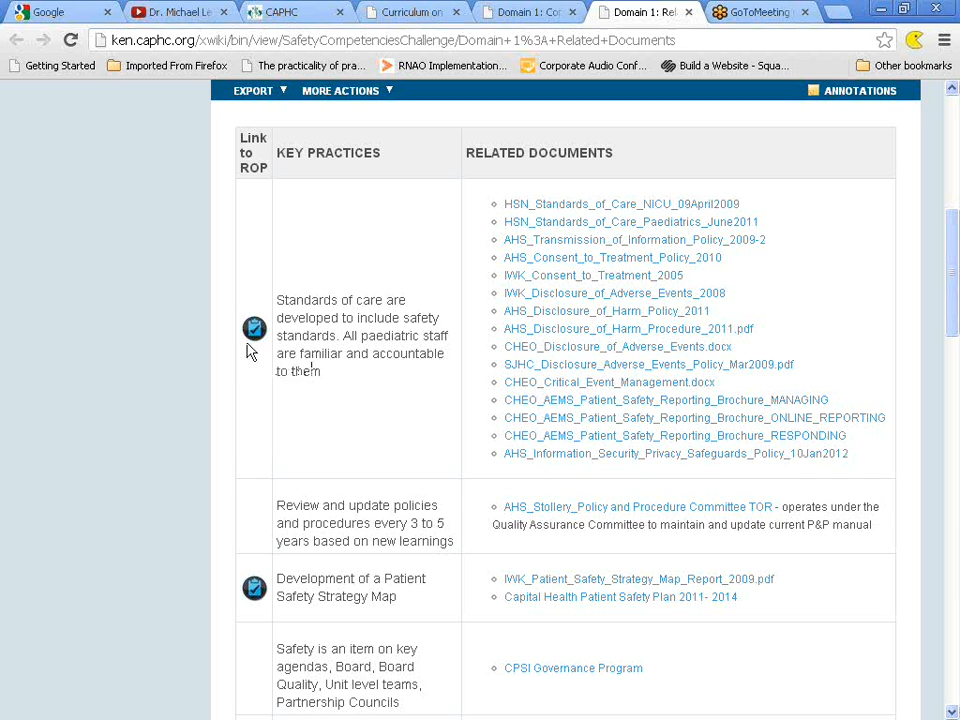 Google
Dr. Michael Le
CAPHC
Curriculum on
Domain 1: Cor
Domain 1: Rel
GoToMeeting
ken.caphc.org/xwiki/bin/view/SafetyCompetenciesChallenge/Domain+1%3A+Related+Documents
Getting Started
Imported From Firefox
The practicality of pra...
RNAO Implementation...
Corporate Audio Conf...
Build a Website - Squa...
Other bookmarks
EXPORT
MORE ACTIONS
ANNOTATIONS
Link
to
ROP
KEY PRACTICES
RELATED DOCUMENTS
Standards of care are
developed to include safety
standards. All paediatric staff
are familiar and accountable
to them
HSN_Standards_of_Care_NICU_09April2009
HSN_Standards_of_Care_Paediatrics_June2011
AHS_Transmission_of_Information_Policy_2009-2
AHS_Consent_to_Treatment_Policy_2010
IWK_Consent_to_Treatment_2005
IWK_Disclosure_of_Adverse_Events_2008
AHS_Disclosure_of_Harm_Policy_2011
AHS_Disclosure_of_Harm_Procedure_2011.pdf
CHEO_Disclosure_of_Adverse_Events.docx
SJHC_Disclosure_Adverse_Events_Policy_Mar2009.pdf
CHEO_Critical_Event_Management.docx
CHEO_AEMS_Patient_Safety_Reporting_Brochure_MANAGING
CHEO_AEMS_Patient_Safety_Reporting_Brochure_ONLINE_REPORTING
CHEO_AEMS_Patient_Safety_Reporting_Brochure_RESPONDING
AHS_Information_Security_Privacy_Safeguards_Policy_10Jan2012
Review and update policies
and procedures every 3 to 5
years based on new learnings
AHS_Stollery_Policy and Procedure Committee TOR - operates under the
Quality Assurance Committee to maintain and update current P&P manual
Development of a Patient
Safety Strategy Map
IWK_Patient_Safety_Strategy_Map_Report_2009.pdf
Capital Health Patient Safety Plan 2011- 2014
Safety is an item on key
agendas, Board, Board
Quality, Unit level teams,
Partnership Councils
CPSI Governance Program